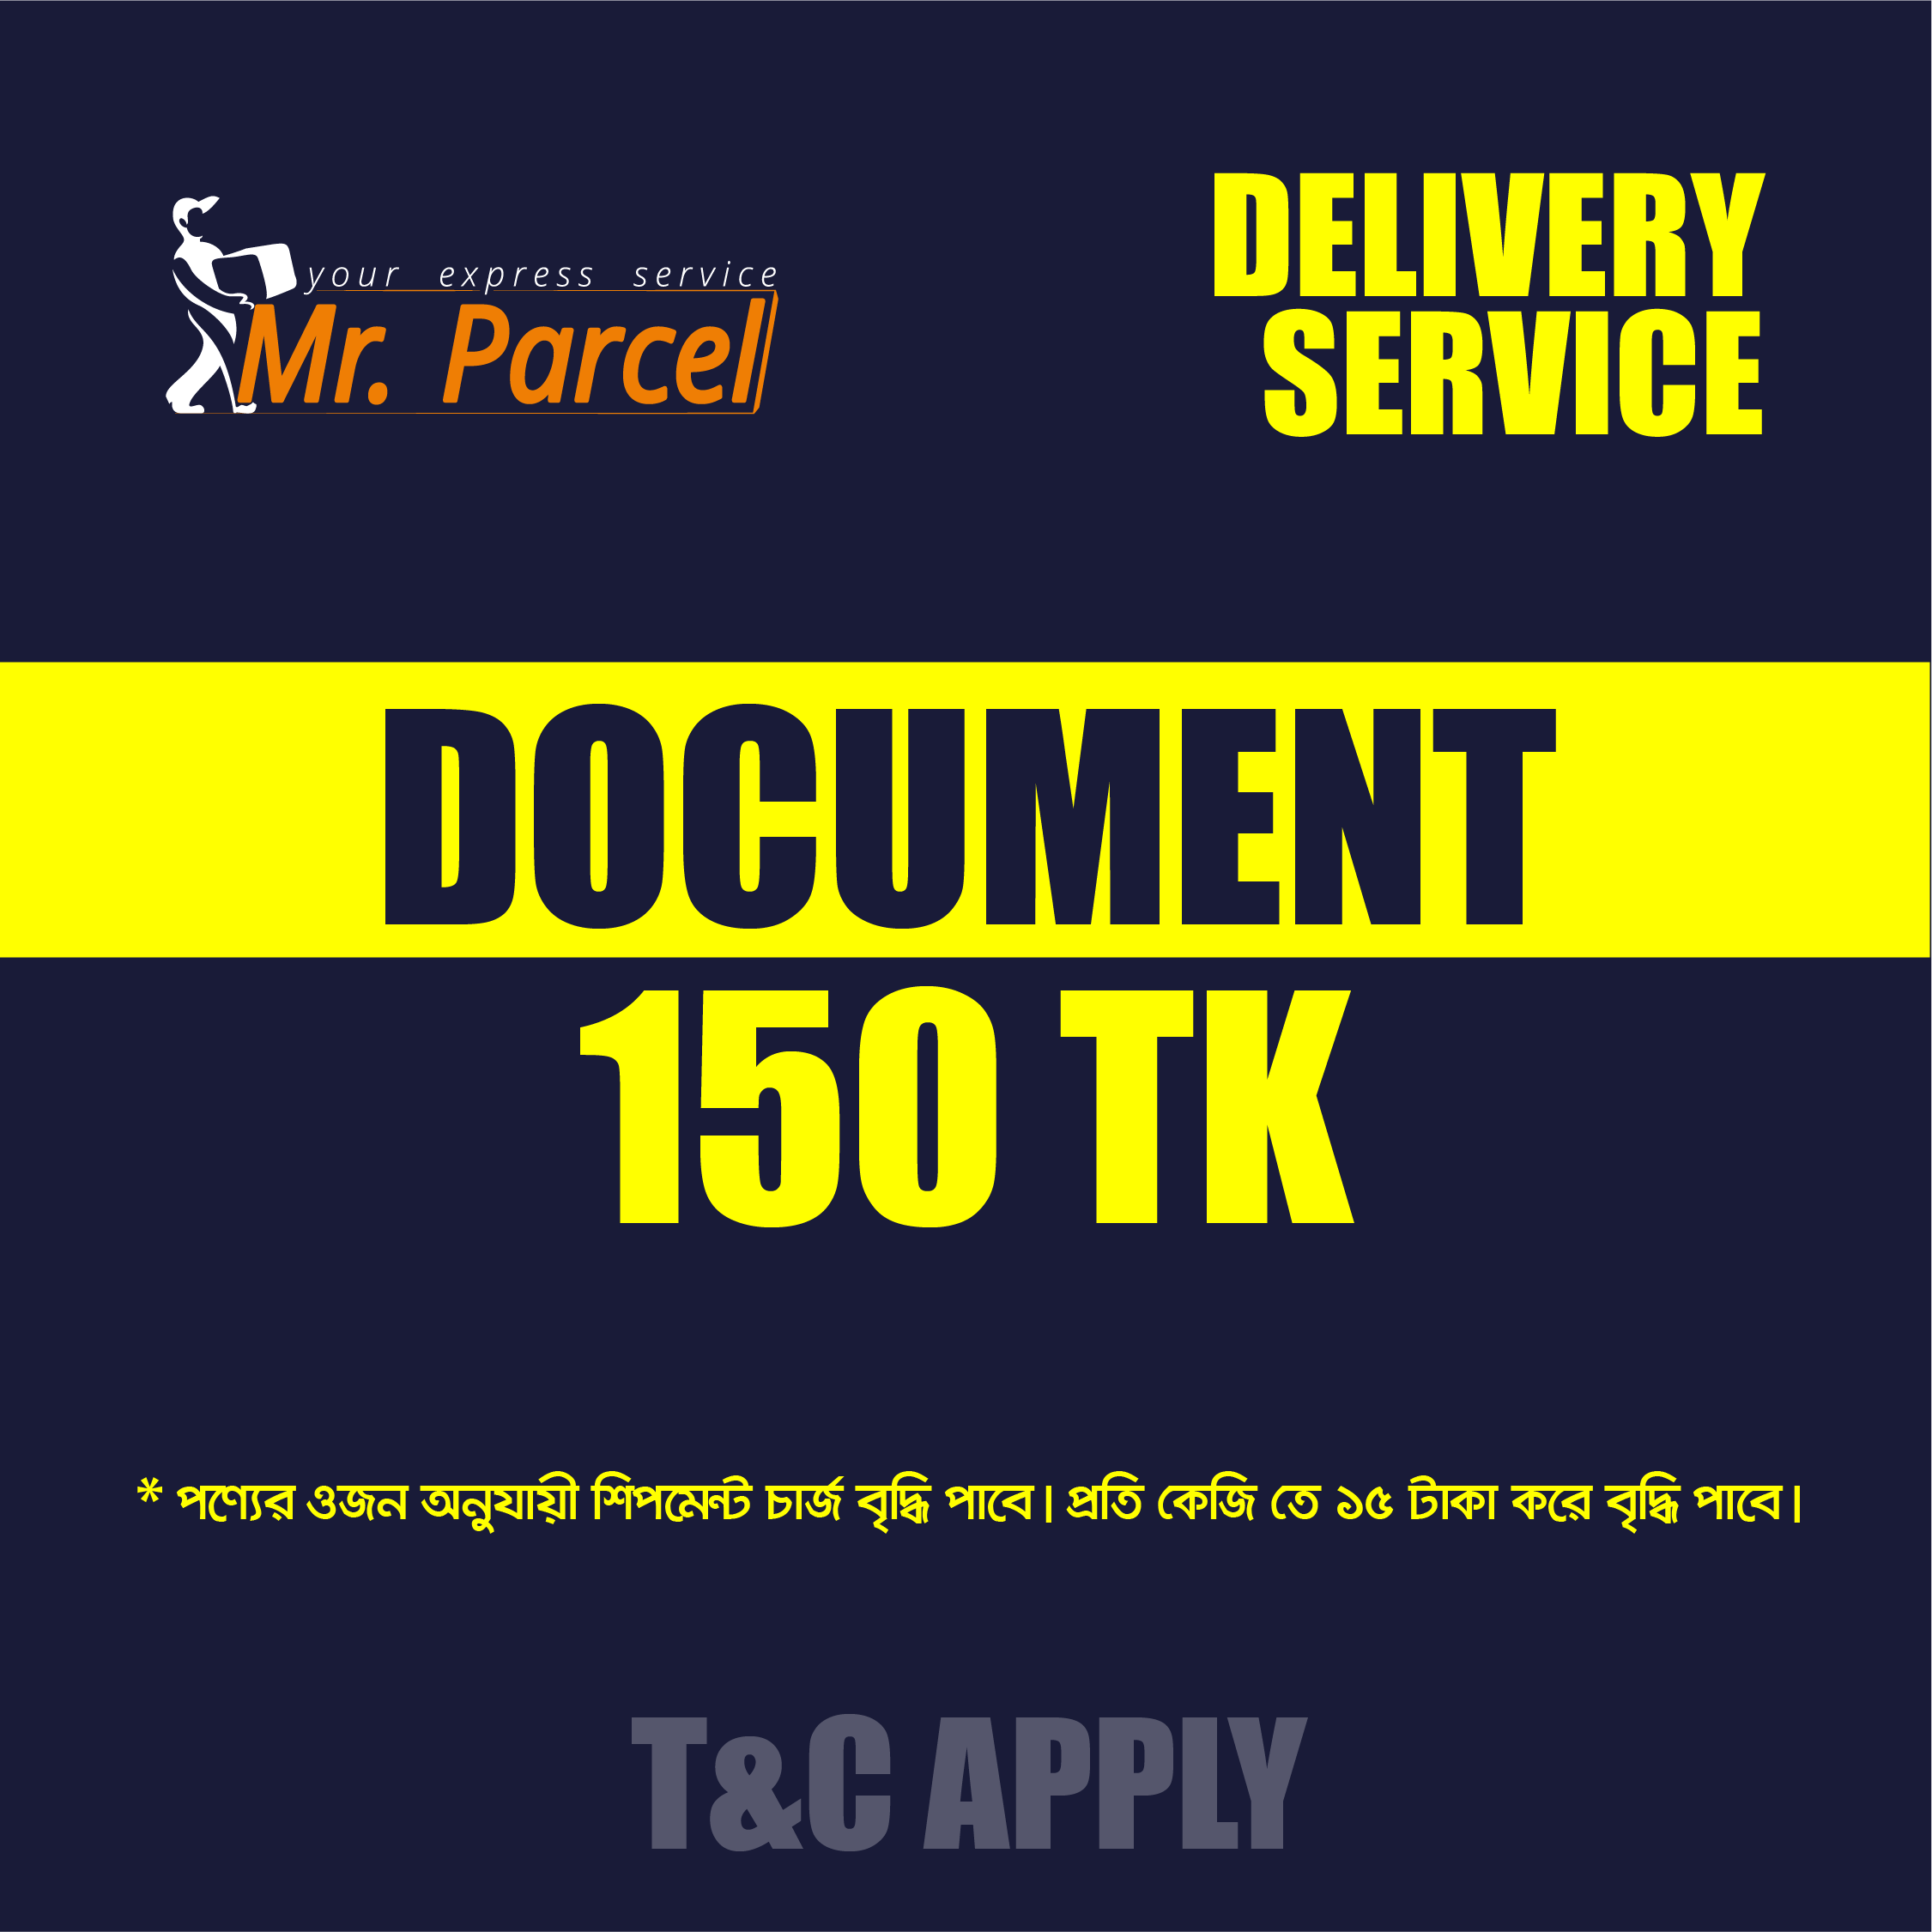 your express service
Mr. Parcel
DELIVERY
SERVICE
DOCUMENT
150 TK
*পণ্যের ওজন অনুযায়ী শিপমেন্ট চার্জ বৃদ্ধি পাবে। প্রতি কেজি তে ১৫ টাকা করে বৃদ্ধি পাবে।
T&C APPLY